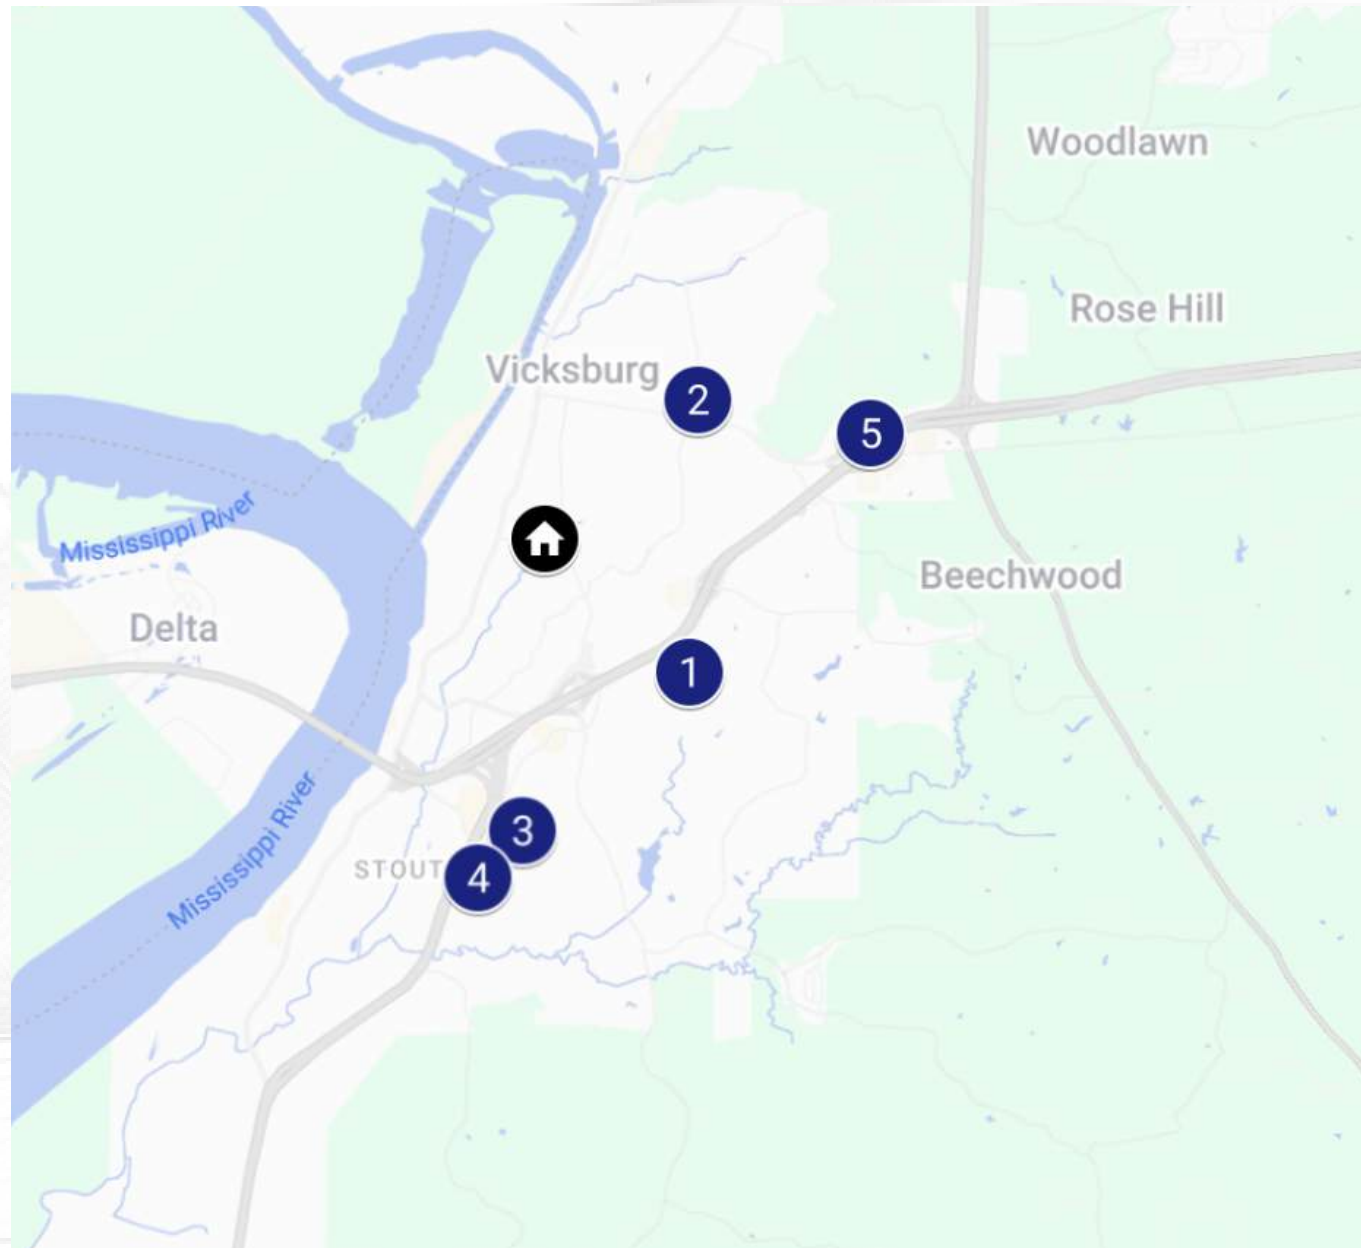 Woodlawn
Rose Hill
Vicksburg
2
5
Mississippi River
Beechwood
Delta
1
Mississippi River
3
STOUT
4